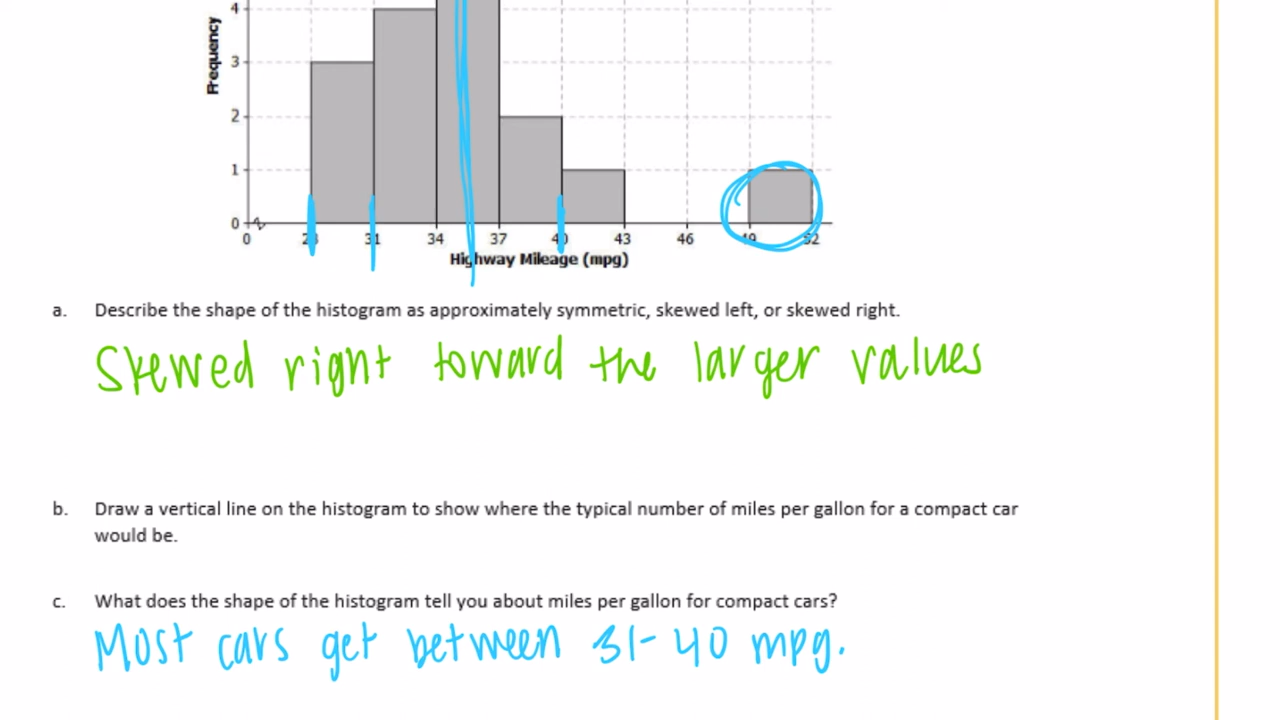 4
Frequency
3
2
1
0
0 31 34 37 43 46
Highway Mileage (mpg)
a. Describe the shape of the histogram as approximately symmetric, skewed left, or skewed right.
Skewed right toward the larger values
b. Draw a vertical line on the histogram to show where the typical number of miles per gallon for a compact car
would be.
c. What does the shape of the histogram tell you about miles per gallon for compact cars?
Most cars get between 31-40 mpg.